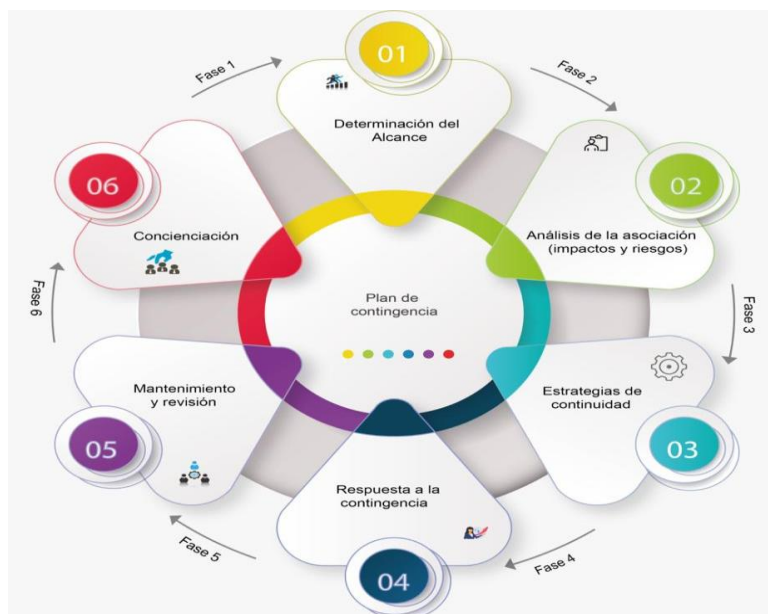 Fase 1
01
Determinación del
Alcance
Fase 2
02
Análisis de la asociación
(impactos y riesgos)
Fase 3
03
Estrategias de
continuidad
Fase 4
04
Respuesta a la
contingencia
Fase 5
05
Mantenimiento
y revisión
Fase 6
06
Concienciación
Plan de
contingencia